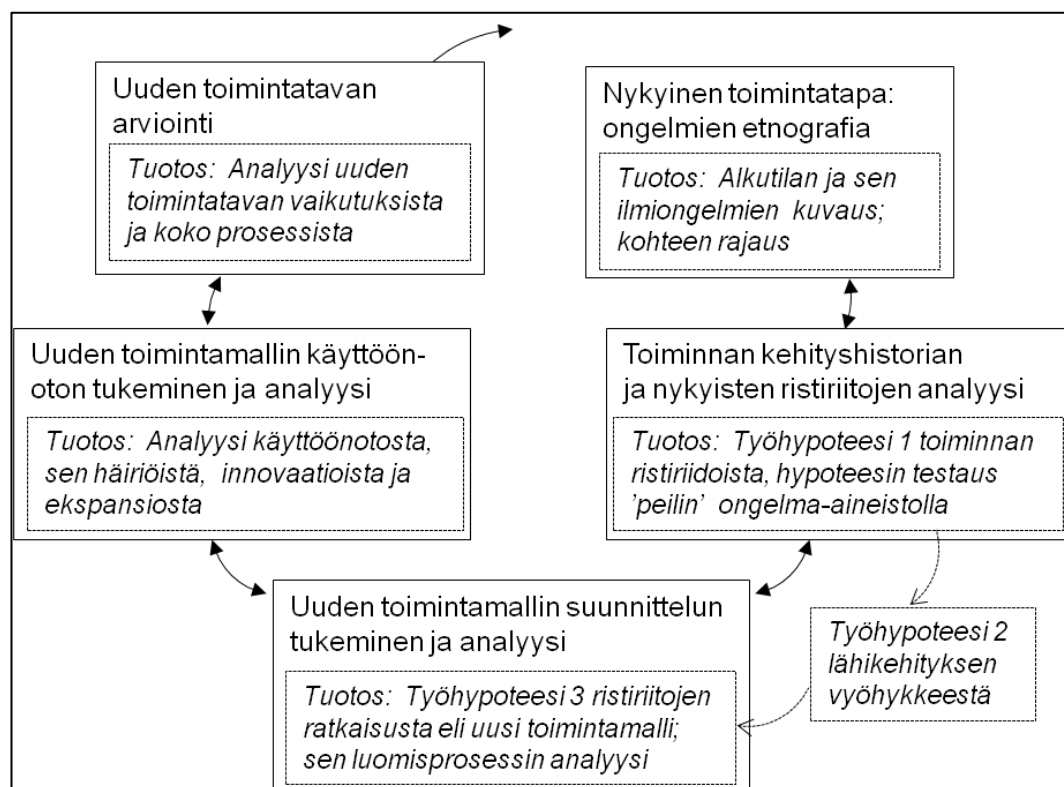 Uuden toimintatavan
arviointi
Tuotos: Analyysi uuden
toimintatavan vaikutuksista
ja koko prosessista
Nykyinen toimintatapa:
ongelmien etnografia
Tuotos: Alkutilan ja sen
ilmiongelmien kuvaus;
kohteen rajaus
Uuden toimintamallin käyttöön-
oton tukeminen ja analyysi
Tuotos: Analyysi käyttöönotosta,
sen häiriöistä, innovaatioista ja
ekspansiosta
Toiminnan kehityshistorian
ja nykyisten ristiriitojen analyysi
Tuotos: Työhypoteesi 1 toiminnan
ristiriidoista, hypoteesin testaus
’peilin’ ongelma-aineistolla
Uuden toimintamallin suunnittelun
tukeminen ja analyysi
Tuotos: Työhypoteesi 3 ristiriitojen
ratkaisusta eli uusi toimintamalli;
sen luomisprosessin analyysi
Työhypoteesi 2
lähikehityksen
vyöhykkeestä